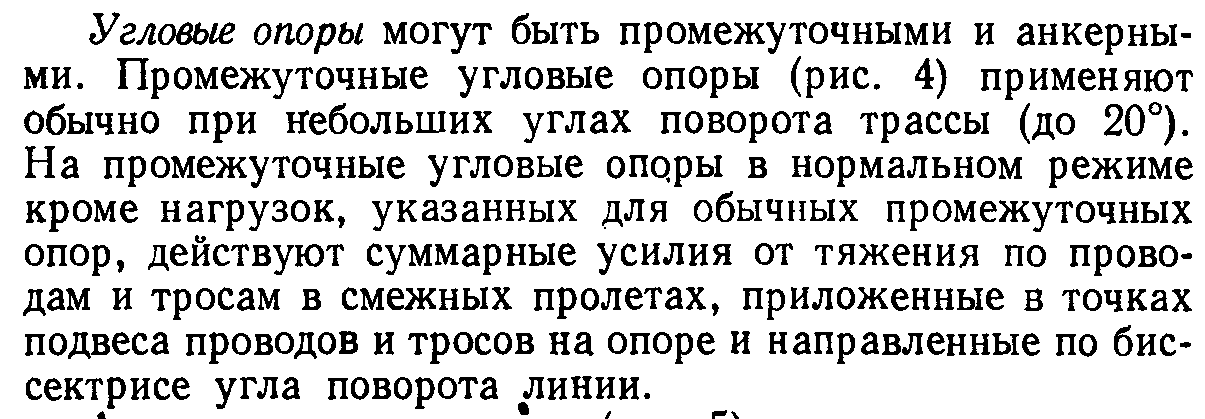 Угловые опоры могут быть промежуточными и анкерны-
ми. Промежуточные угловые опоры (рис. 4) применяют
обычно при небольших углах поворота трассы (до 20°).
На промежуточные угловые опоры в нормальном режиме
кроме нагрузок, указанных для обычных промежуточных
опор, действуют суммарные усилия от тяжения по прово-
дам и тросам в смежных пролетах, приложенные в точках
подвеса проводов и тросов на опоре и направленные по бис-
сектрисе угла поворота линии.